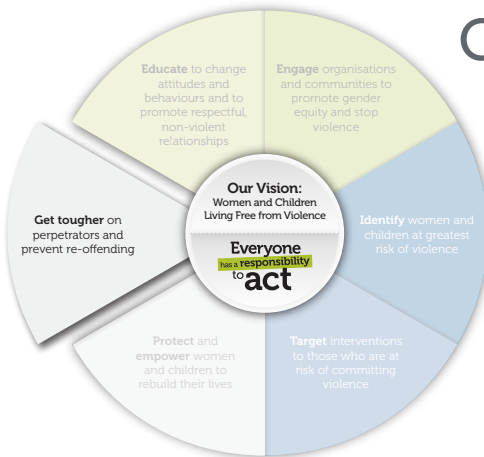 Educate to change
attitudes and
behaviours and to
promote respectful,
non-violent
relationships
Engage organisations
and communities to
promote gender
equity and stop
violence
Get tougher on
perpetrators and
prevent re-offending
Our Vision:
Women and Children
Living Free from Violence
Everyone
has a responsibility
to act
Identify women and
children at greatest
risk of violence
Protect and
empower women
and children to
rebuild their lives
Target interventions
to those who are at
risk of committing
violence